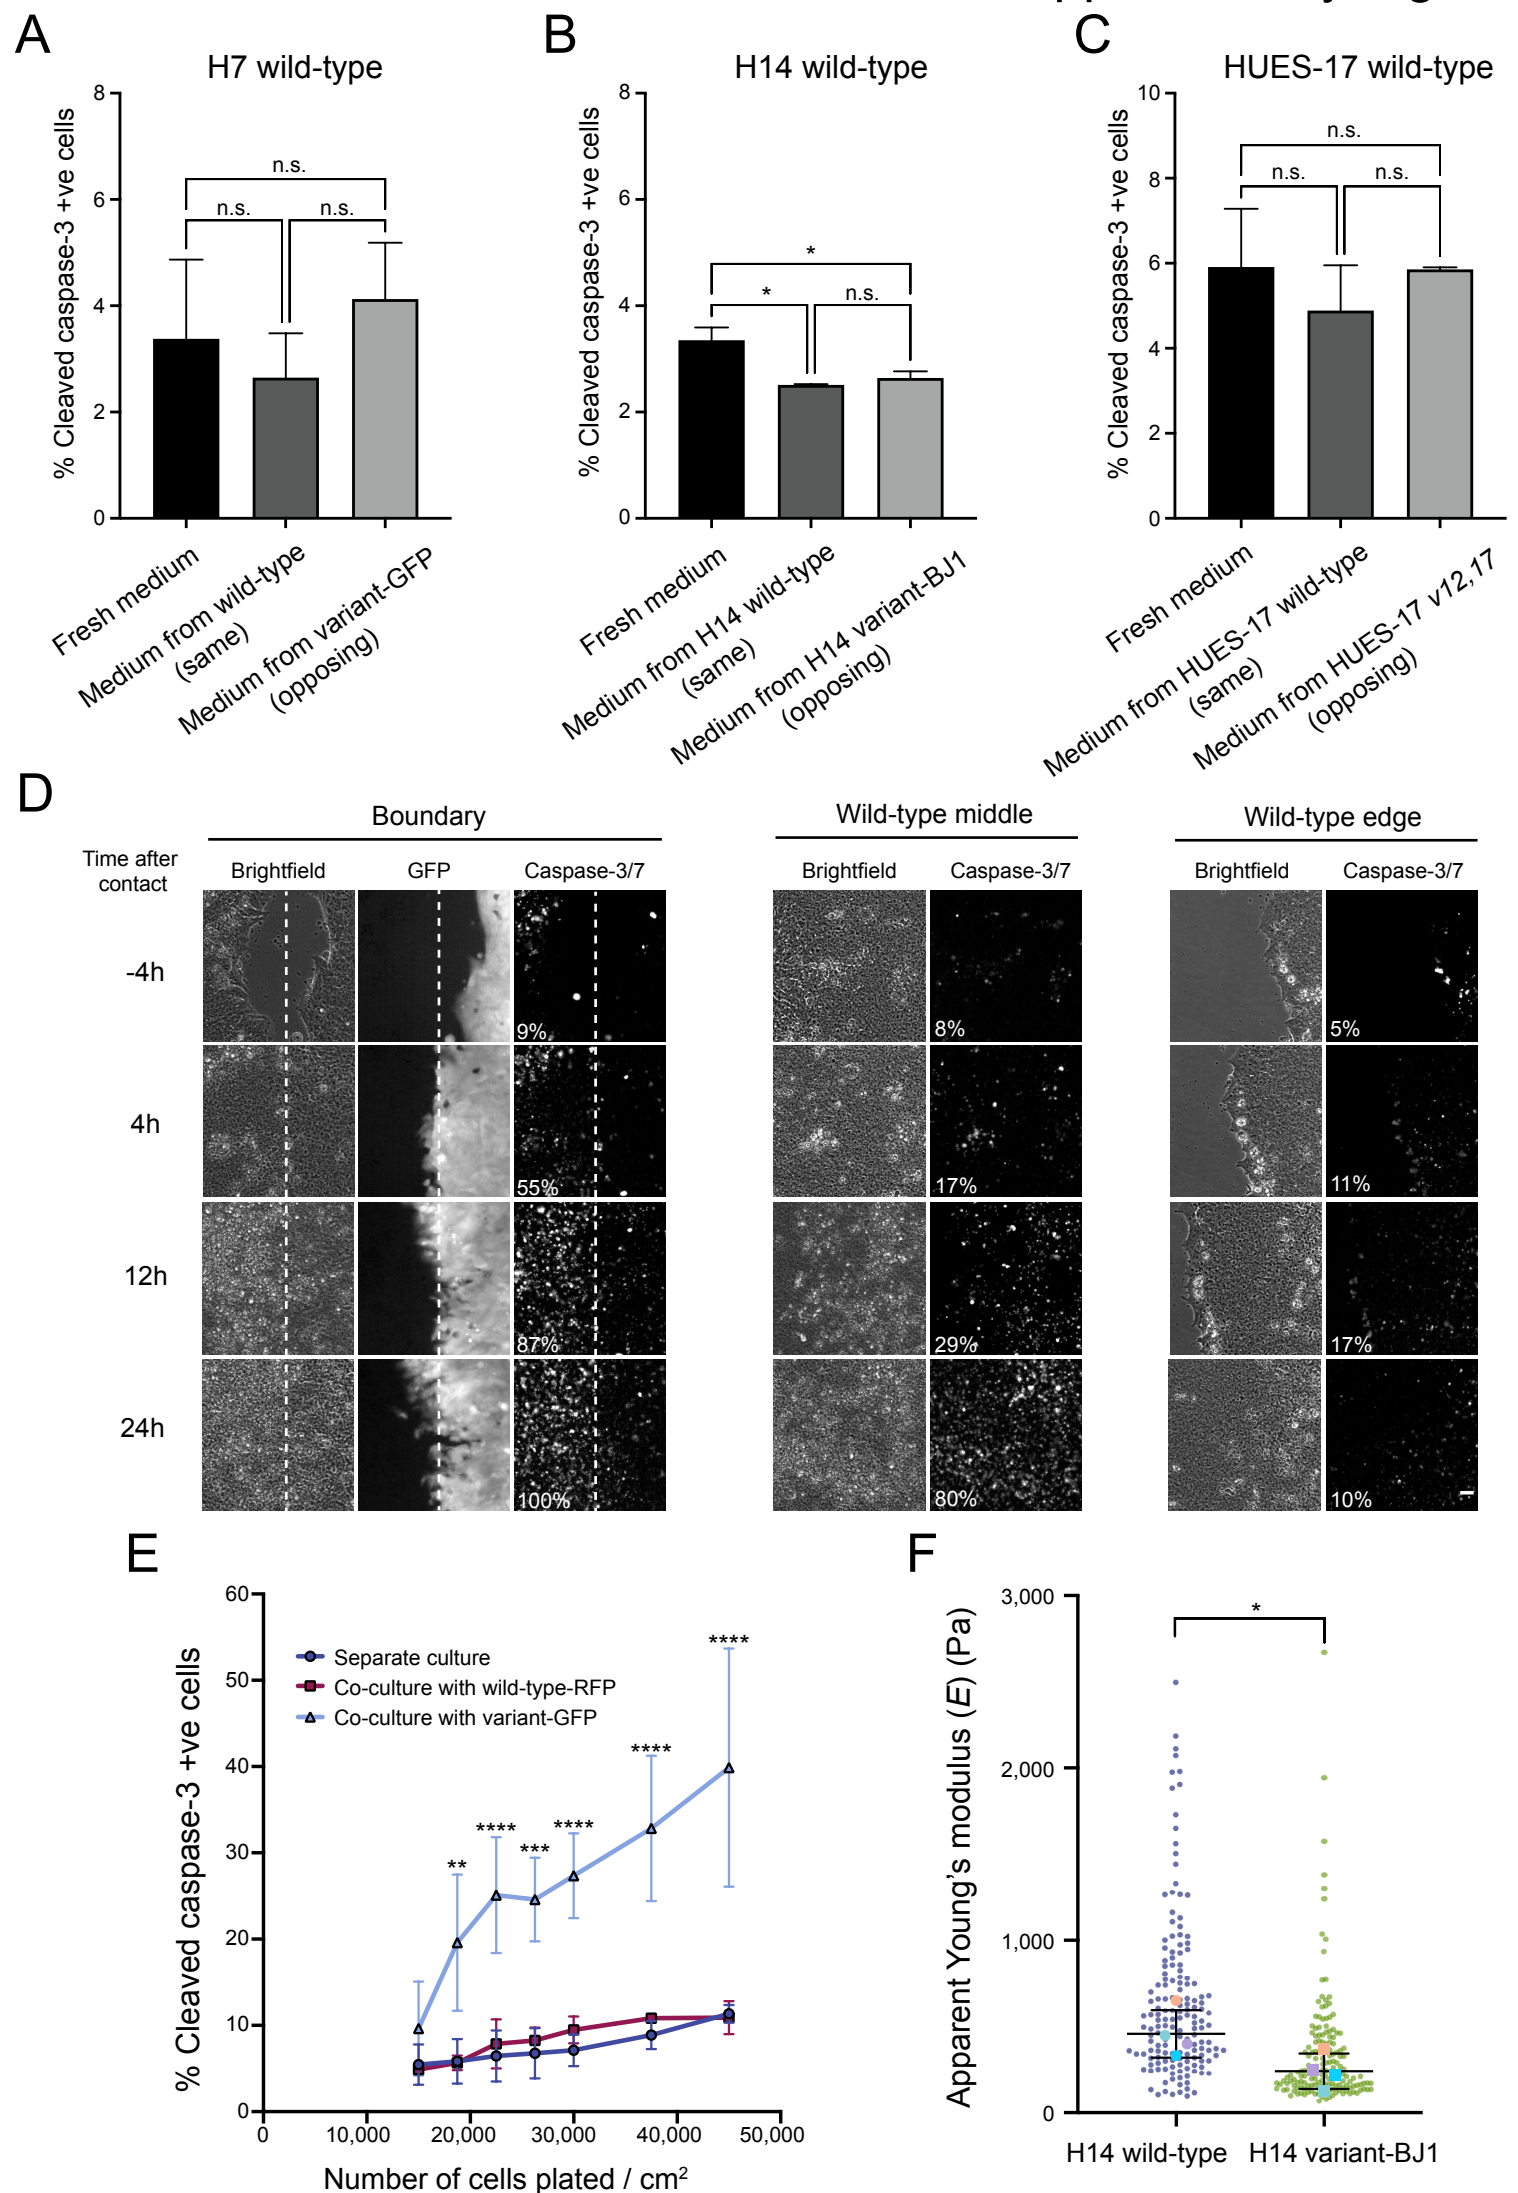 A
B
C
H7 wild-type
H14 wild-type
HUES-17 wild-type
% Cleaved caspase-3 +ve cells
8
6
4
2
0
n.s.
n.s.
n.s.
Fresh medium
Medium from wild-type
(same)
Medium from variant-GFP
(opposing)
% Cleaved caspase-3 +ve cells
8
6
4
2
0
*
*
n.s.
Fresh medium
Medium from H14 wild-type
(same)
Medium from H14 variant-BJ1
(opposing)
% Cleaved caspase-3 +ve cells
10
8
6
4
2
0
n.s.
n.s.
n.s.
Fresh medium
Medium from HUES-17 wild-type
(same)
Medium from HUES-17 v12,17
(opposing)
D
Boundary
Wild-type middle
Wild-type edge
Time after
contact
Brightfield
GFP
Caspase-3/7
Brightfield
Caspase-3/7
Brightfield
Caspase-3/7
-4h
9%
8%
5%
4h
55%
17%
11%
12h
87%
29%
17%
24h
100%
80%
10%
E
% Cleaved caspase-3 +ve cells
60
50
40
30
20
10
0
Separate culture
Co-culture with wild-type-RFP
Co-culture with variant-GFP
**
****
***
****
****
****
0
10,000
20,000
30,000
40,000
50,000
Number of cells plated / cm²
F
Apparent Young's modulus (E) (Pa)
3,000
2,000
1,000
0
*
H14 wild-type
H14 variant-BJ1